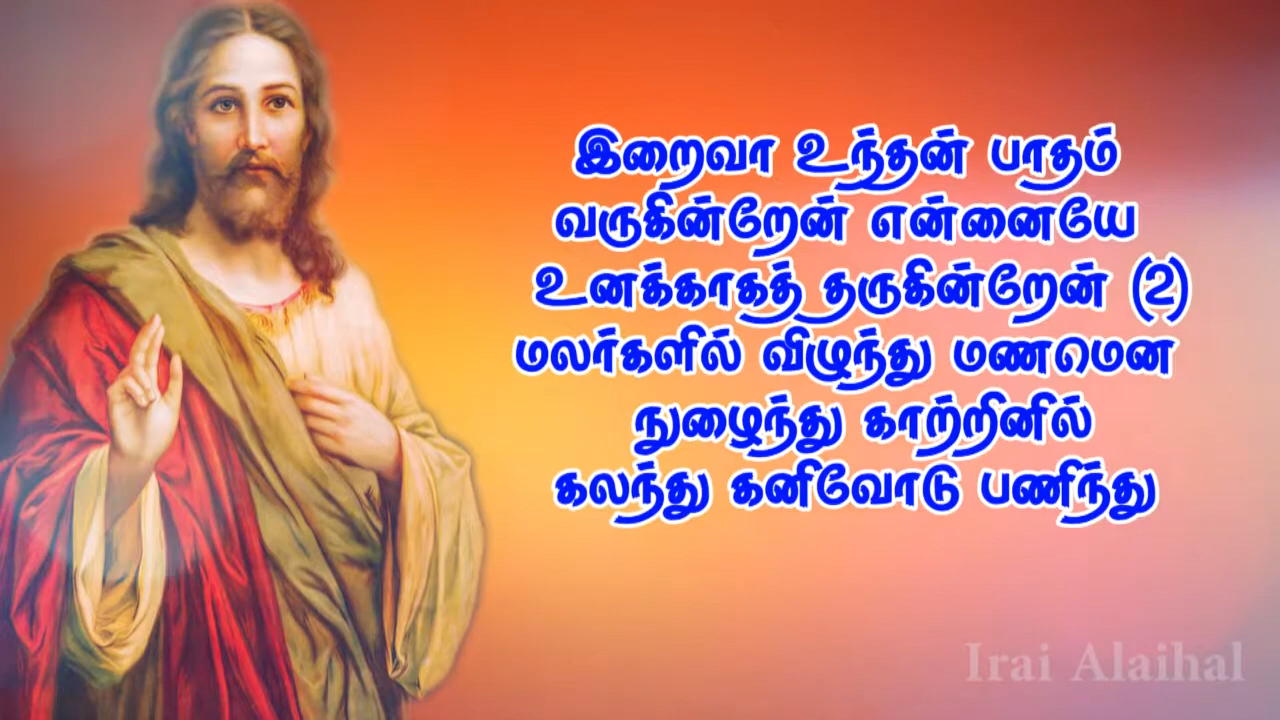 இறைவா உந்தன் பாதம்
வருகின்றேன் என்னையே
உனக்காகத் தருகின்றேன் (2)
மலர்களில் விழுந்து மணமென
நுழைந்து காற்றினில்
கலந்து கனிவோடு பணிந்து
Irai Alaihal